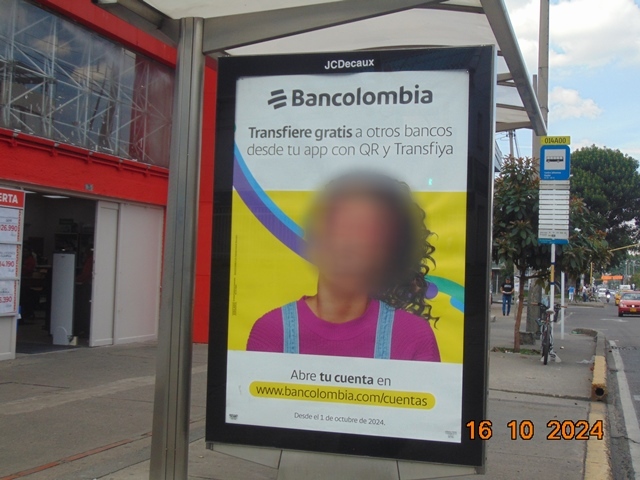 JCDecaux
Bancolombia
Transfiere gratis a otros bancos
desde tu app con QR y Transfiya
Abre tu cuenta en
www.bancolombia.com/cuentas
Desde el 1 de octubre de 2024.
ERTA
014A00
16 10 2024